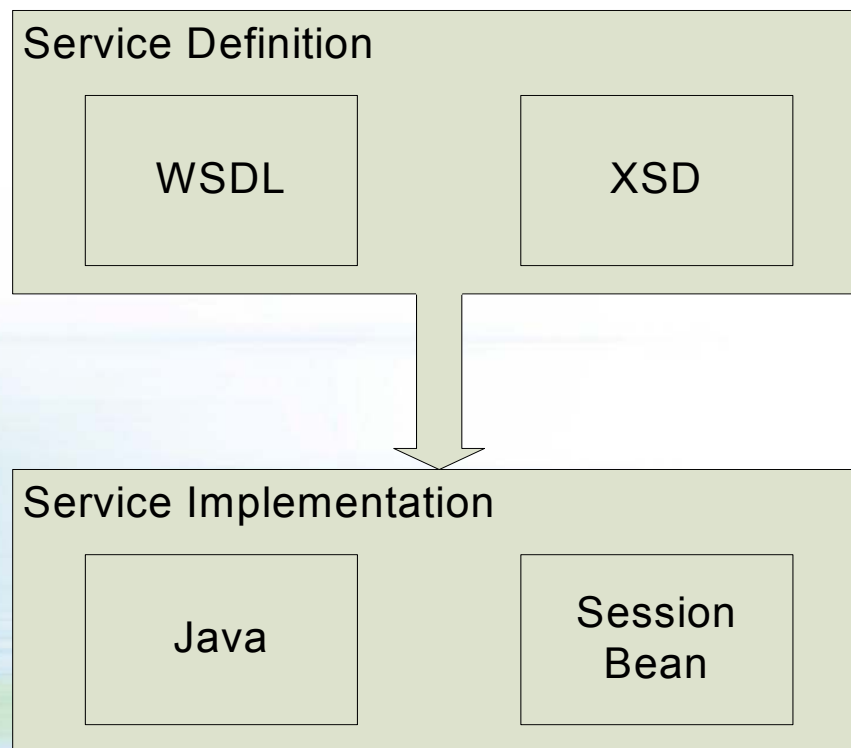 Service Definition
WSDL
XSD
Service Implementation
Java
Session
Bean